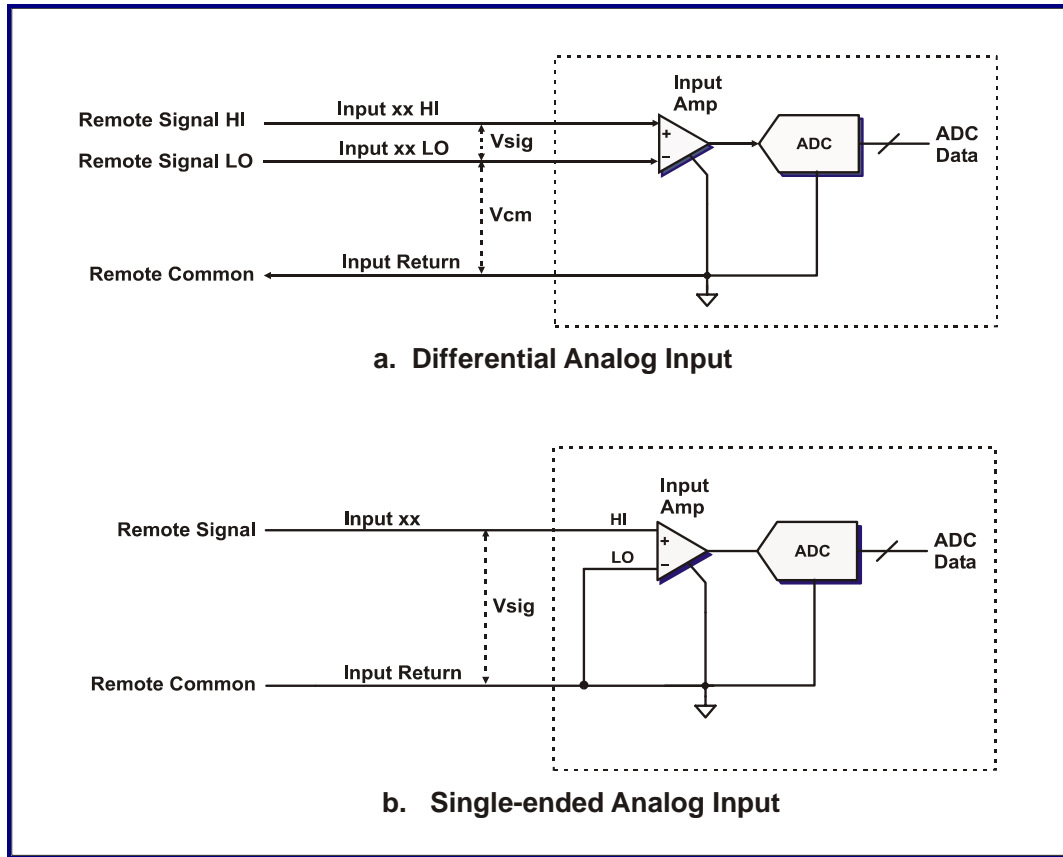 Input
Amp
Remote Signal HI
Input xx HI
+
Vsig
ADC
ADC
Data
Remote Signal LO
Input xx LO
−
Vcm
Remote Common
Input Return
a. Differential Analog Input
Input
Amp
Remote Signal
Input xx
HI
+
ADC
ADC
Data
LO
−
Vsig
Remote Common
Input Return
b. Single-ended Analog Input